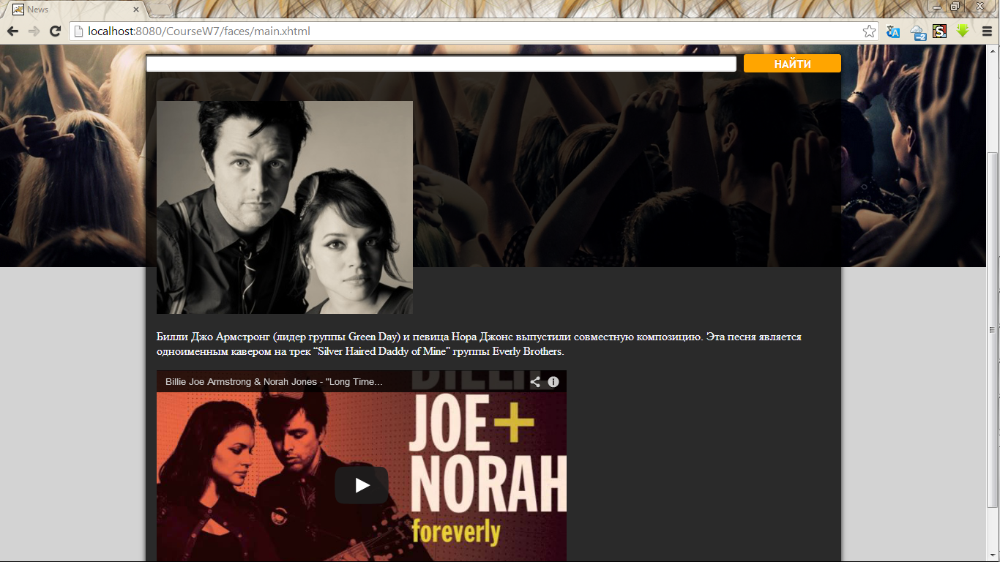 News
localhost:8080/CourseW7/faces/main.xhtml
НАЙТИ
Билли Джо Армстронг (лидер группы Green Day) и певица Нора Джонс выпустили совместную композицию. Эта песня является
одноименным кавером на трек “Silver Haired Daddy of Mine” группы Everly Brothers.
Billie Joe Armstrong & Norah Jones - "Long Time...
BILLIE
JOE+
NORAH
foreverly